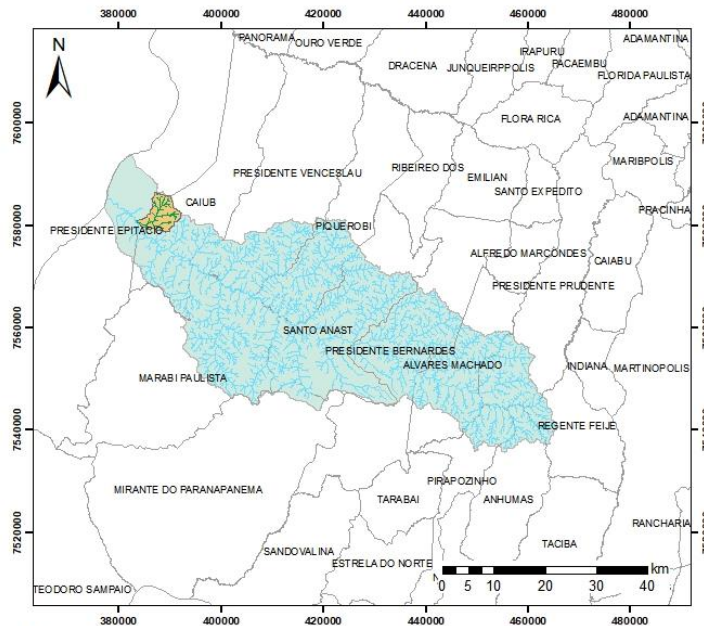 380000 400000 420000 440000 460000 480000
N
PANORAMA
OURO VERDE
IRAPURU
ADAMANTINA
DRACENA
JUNQUEIRPPOLIS
PACAEMBU
FLORIDA PAULISTA
7600000
FLORA RICA
ADAMANTINA
PRESIDENTE VENCESLAU
RIBEIREO DOS
EMILIAN
MARIBPOLIS
SANTO EXPEDITO
CAIUB
PRACINHA
7580000
PRESIDENTE EPITACIO
PIQUEROBI
ALFREDO MARCONDES
CAIABU
PRESIDENTE PRUDENTE
7560000
SANTO ANAST
PRESIDENTE BERNARDES
ALVARES MACHADO
INDIANA
MARTINOPOLIS
MARABI PAULISTA
7540000
REGENTE FEIJE
MIRANTE DO PARANAPANEMA
TARABAI
PIRAPOZINHO
ANHUMAS
7520000
RANCHARIA
SANDOVALINA
TACIBA
ESTRELA DO NORTE
TEODORO SAMPAIO
km
0 5 10 20 30 40
380000 400000 420000 440000 460000 480000